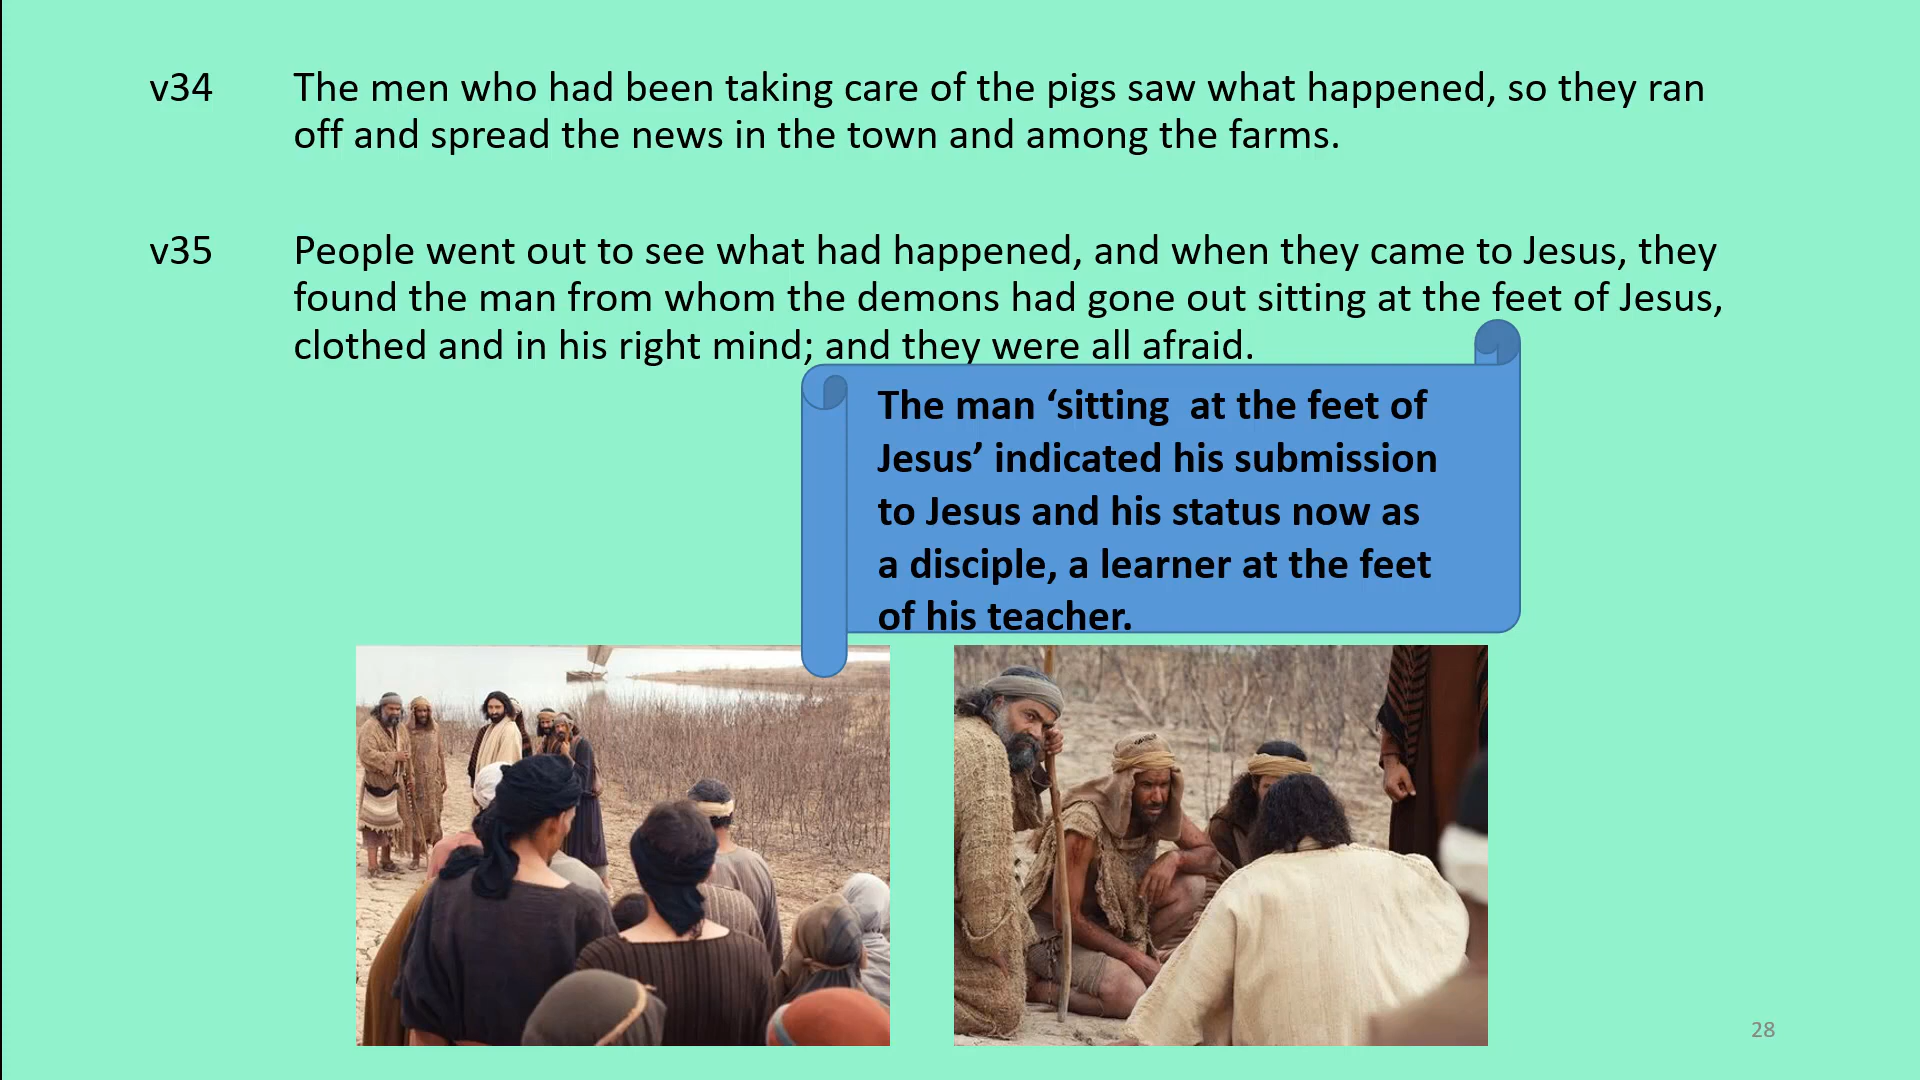 v34 The men who had been taking care of the pigs saw what happened, so they ran
off and spread the news in the town and among the farms.
v35 People went out to see what had happened, and when they came to Jesus, they
found the man from whom the demons had gone out sitting at the feet of Jesus,
clothed and in his right mind; and they were all afraid.
The man ‘sitting  at the feet of
Jesus’ indicated his submission
to Jesus and his status now as
a disciple, a learner at the feet
of his teacher.
28